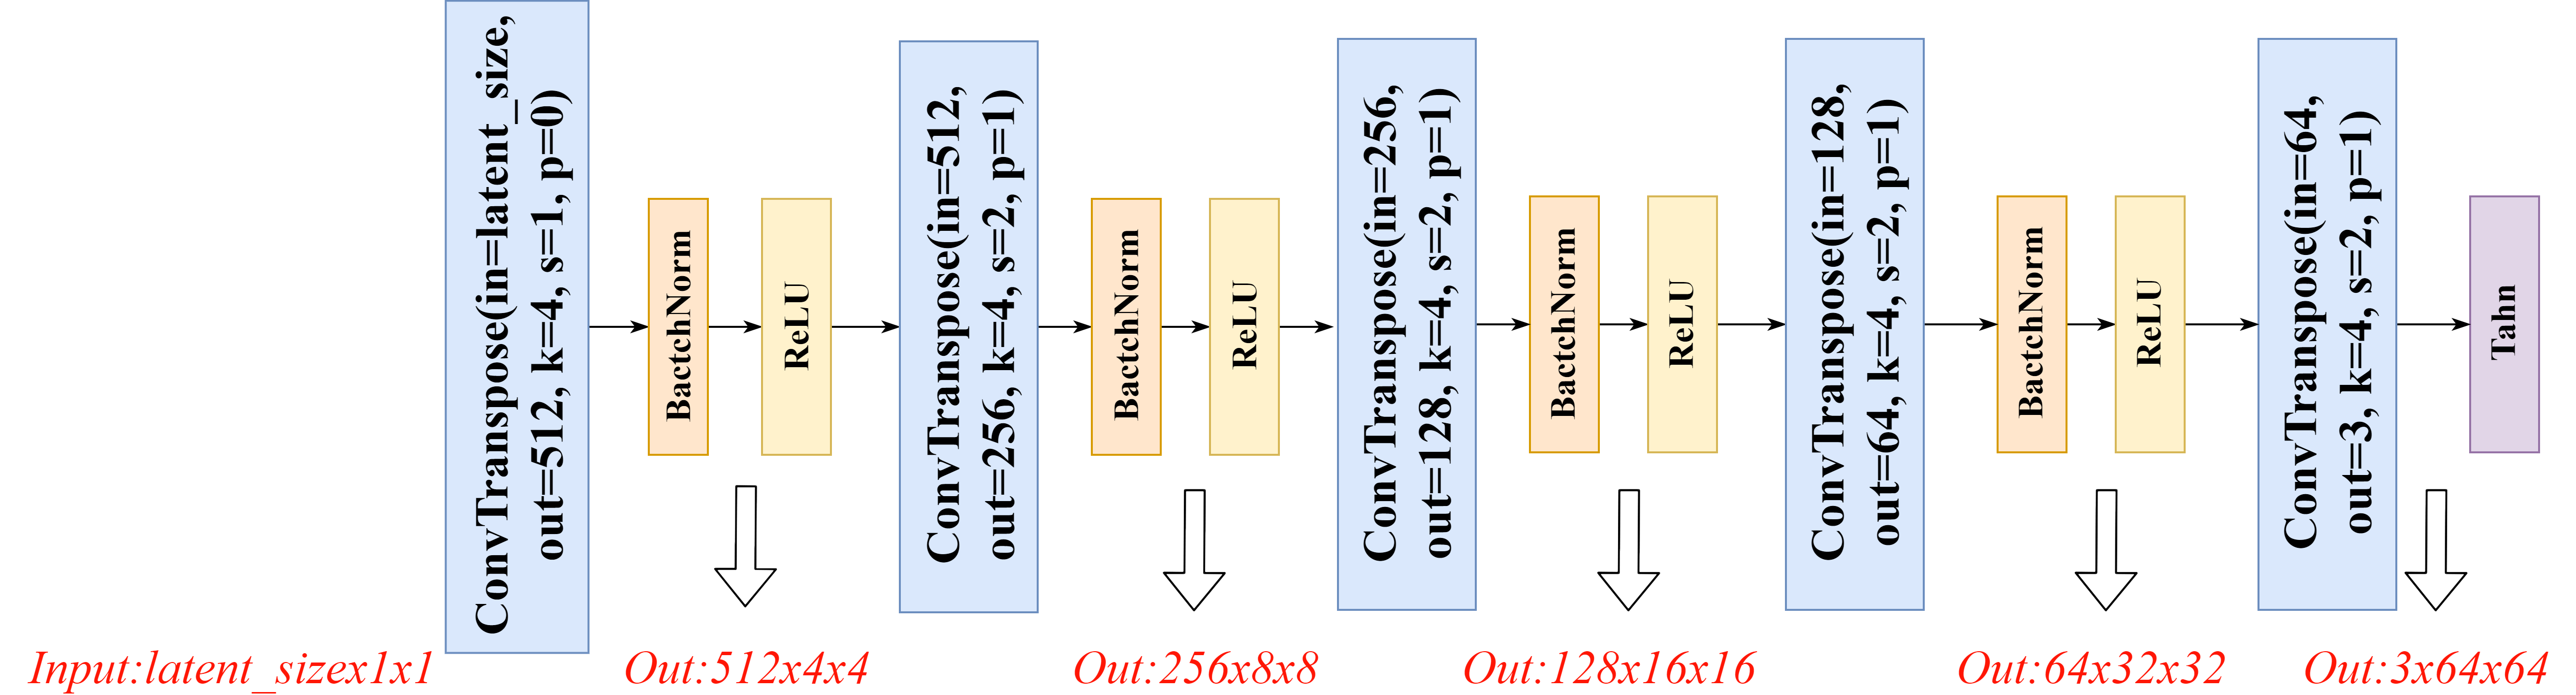 ConvTranspose(in=latent_size,
out=512, k=4, s=1, p=0)
BactchNorm
ReLU
ConvTranspose(in=512,
out=256, k=4, s=2, p=1)
BactchNorm
ReLU
ConvTranspose(in=256,
out=128, k=4, s=2, p=1)
BactchNorm
ReLU
ConvTranspose(in=128,
out=64, k=4, s=2, p=1)
BactchNorm
ReLU
ConvTranspose(in=64,
out=3, k=4, s=2, p=1)
Tahn
Input:latent_sizex1x1
Out:512x4x4
Out:256x8x8
Out:128x16x16
Out:64x32x32
Out:3x64x64